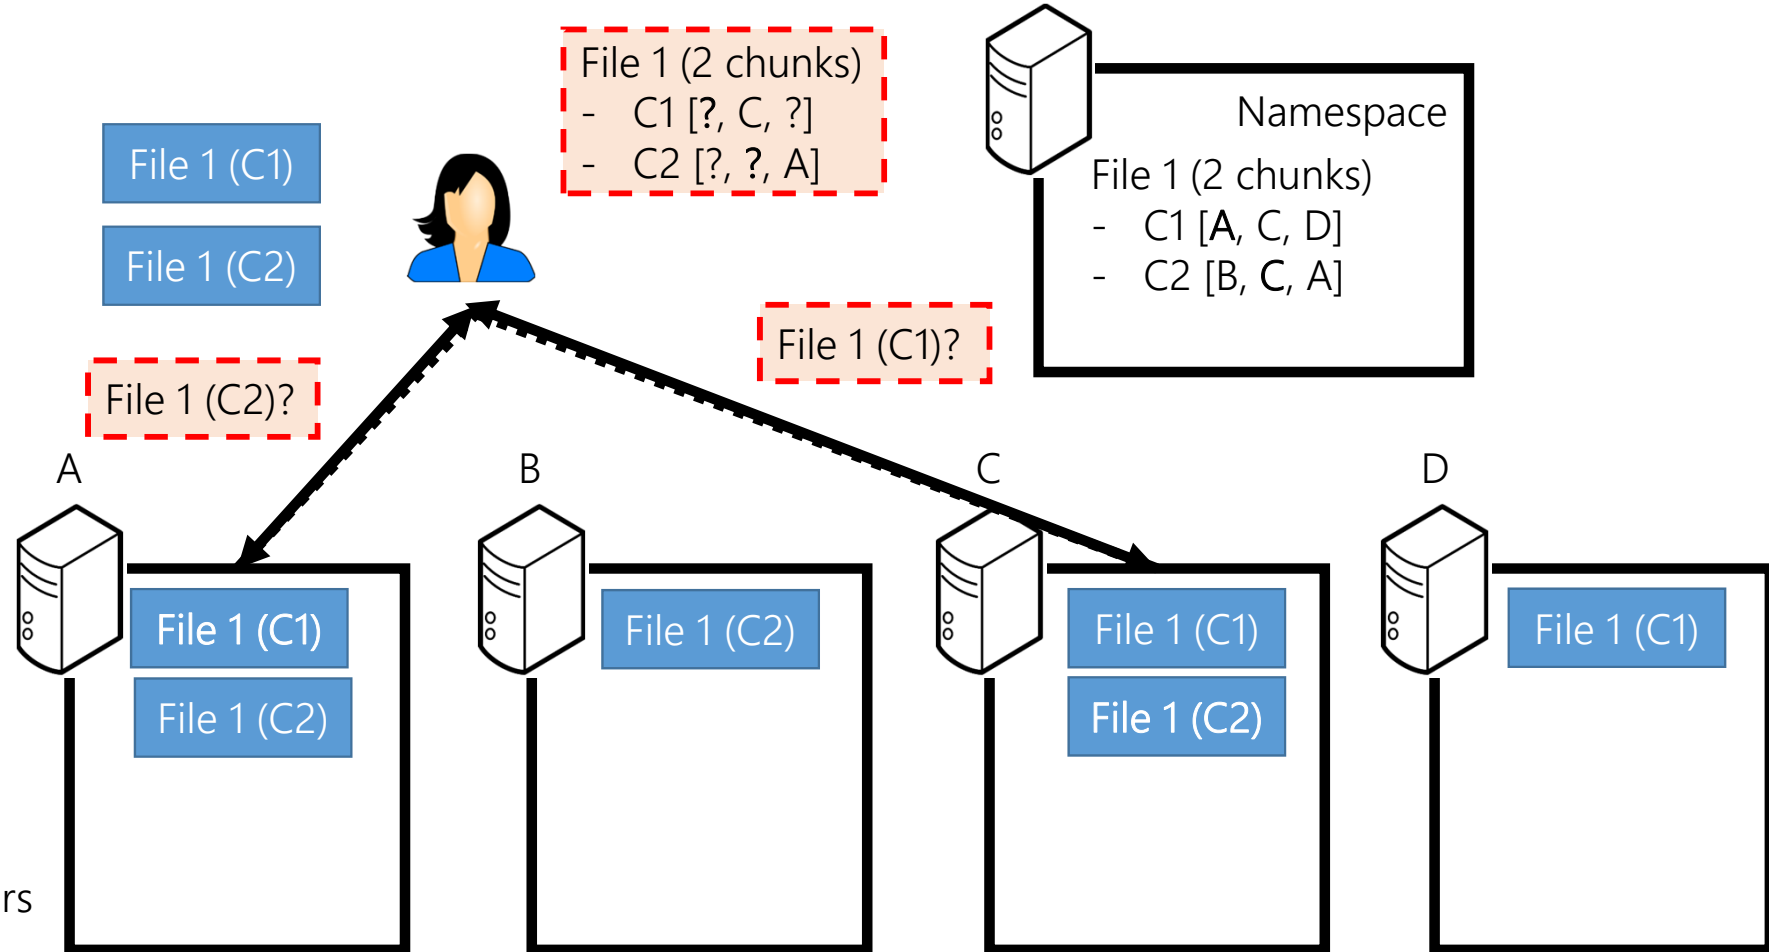 File 1 (2 chunks)
- C1 [?, C, ?]
- C2 [?, ?, A]
Namespace
File 1 (2 chunks)
- C1 [A, C, D]
- C2 [B, C, A]
File 1 (C1)
File 1 (C2)
File 1 (C1)?
File 1 (C2)?
A
B
C
D
File 1 (C1)
File 1 (C2)
File 1 (C2)
File 1 (C1)
File 1 (C2)
File 1 (C1)
rs